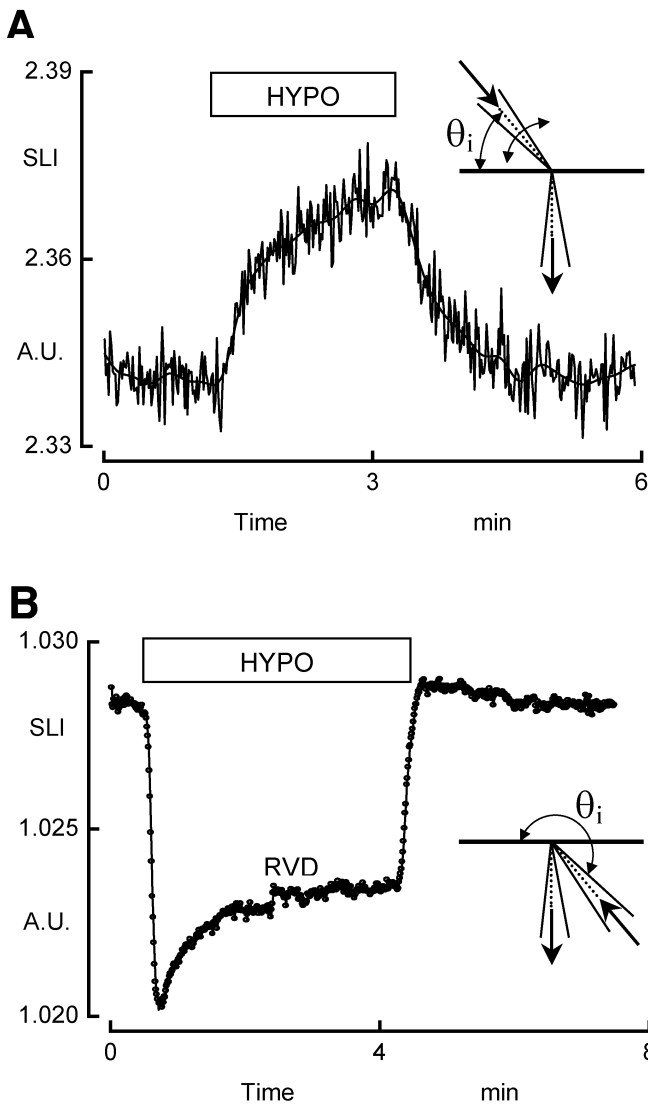 A
2.39
HYPO
SLI
θi
2.36
A.U.
2.33
0 3 6
Time min
B
1.030
HYPO
SLI
θi
1.025
RVD
A.U.
1.020
0 4 8
Time min